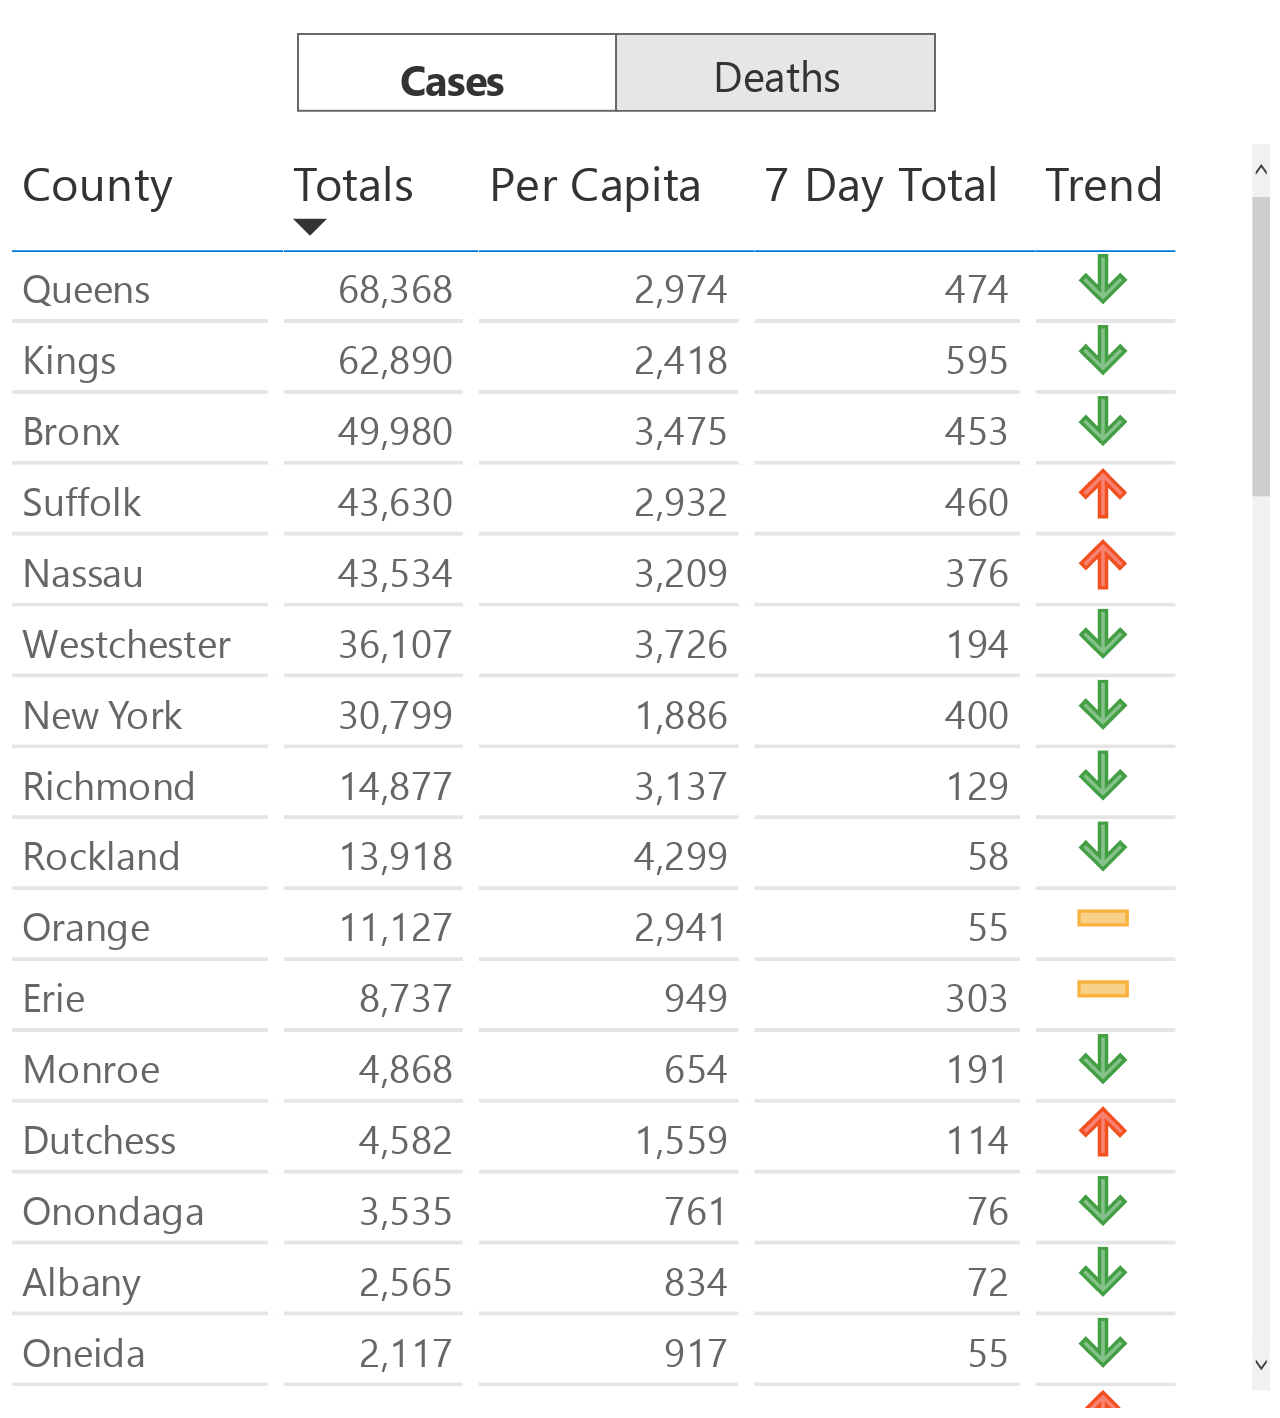 Cases Deaths
County Totals Per Capita 7 Day Total Trend
Queens 68,368 2,974 474
Kings 62,890 2,418 595
Bronx 49,980 3,475 453
Suffolk 43,630 2,932 460
Nassau 43,534 3,209 376
Westchester 36,107 3,726 194
New York 30,799 1,886 400
Richmond 14,877 3,137 129
Rockland 13,918 4,299 58
Orange 11,127 2,941 55
Erie 8,737 949 303
Monroe 4,868 654 191
Dutchess 4,582 1,559 114
Onondaga 3,535 761 76
Albany 2,565 834 72
Oneida 2,117 917 55